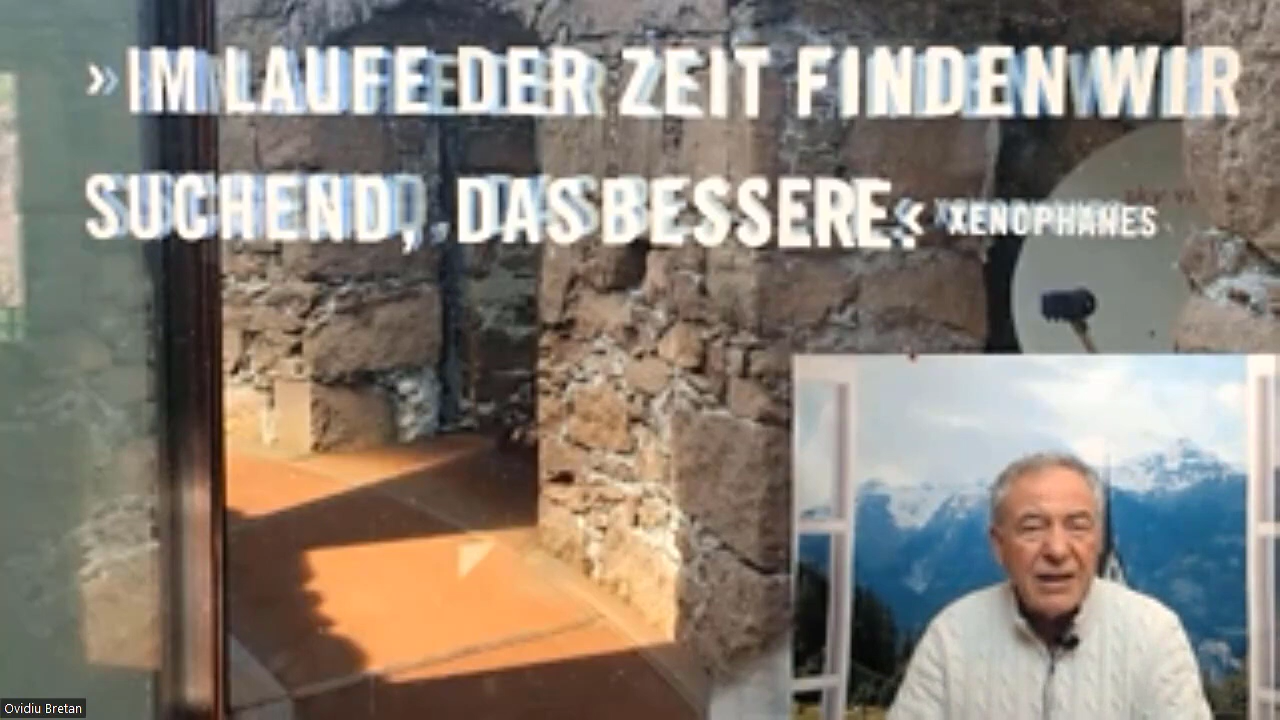 »IM LAUFE DER ZEIT FINDEN WIR
SUCHEND, DAS BESSERE« XENOPHANES
Ovidiu Bretan